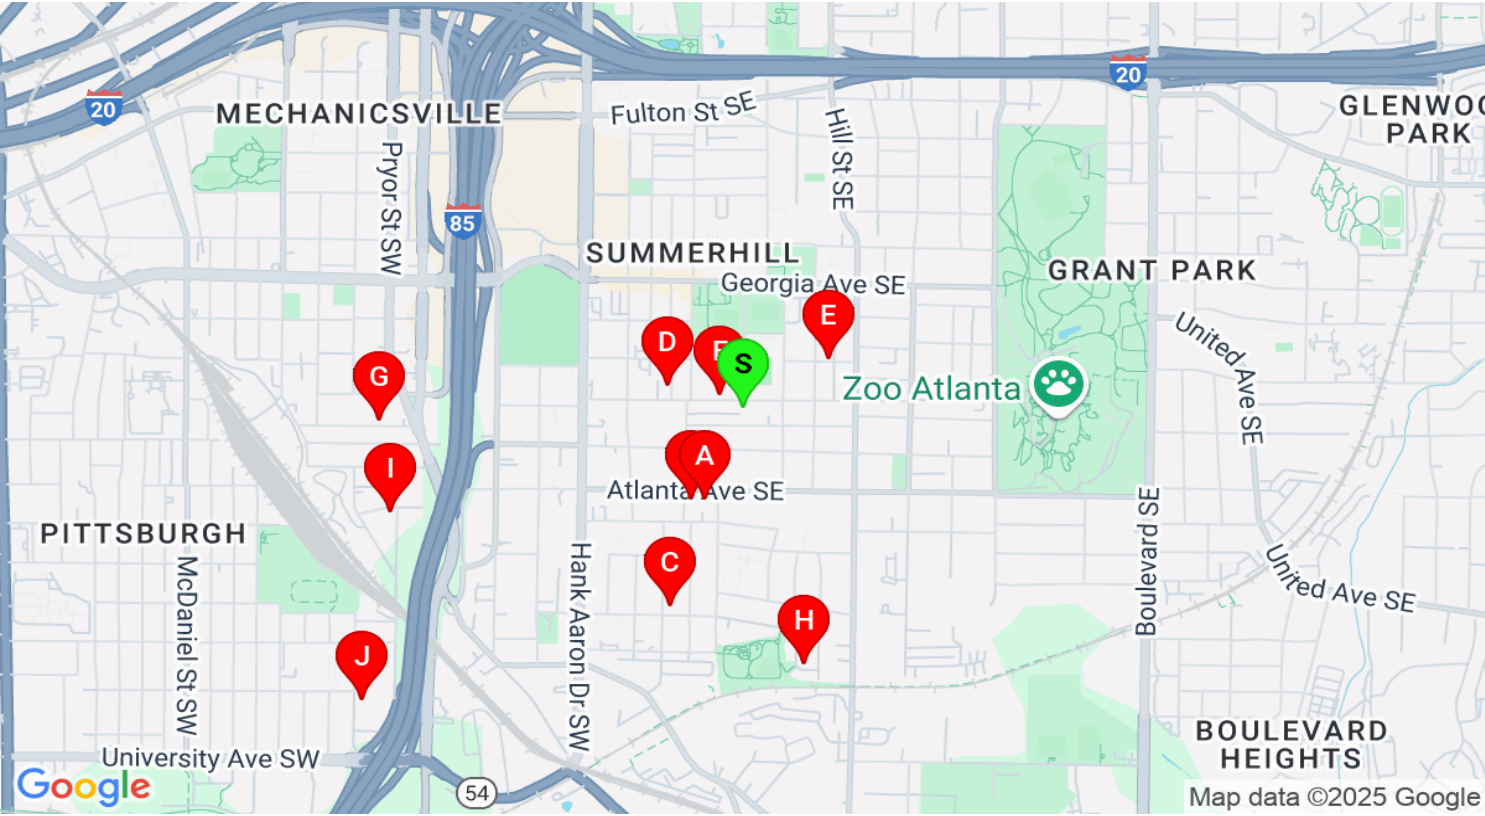 20
20
GLENWOO
PARK
MECHANICSVILLE
Fulton St SE
Hill St SE
Pryor St SW
85
SUMMERHILL
Georgia Ave SE
GRANT PARK
E
D
F
S
G
United Ave SE
Zoo Atlanta
I
A
Atlanta Ave SE
PITTSBURGH
Boulevard SE
C
Hank Aaron Dr SW
McDaniel St SW
United Ave SE
H
J
BOULEVARD
HEIGHTS
University Ave SW
Google
54
Map data ©2025 Google